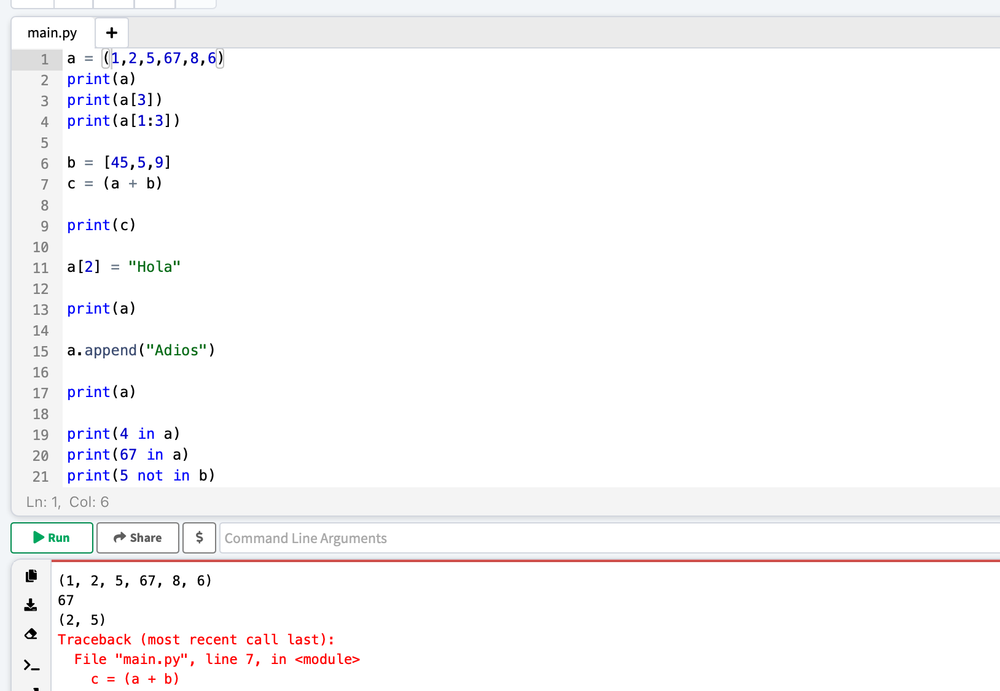 main.py +
1 a = (1,2,5,67,8,6)
2 print(a)
3 print(a[3])
4 print(a[1:3])
5
6 b = [45,5,9]
7 c = (a + b)
8
9 print(c)
10
11 a[2] = "Hola"
12
13 print(a)
14
15 a.append("Adios")
16
17 print(a)
18
19 print(4 in a)
20 print(67 in a)
21 print(5 not in b)
Ln: 1, Col: 6
Run Share $ Command Line Arguments
(1, 2, 5, 67, 8, 6)
67
(2, 5)
Traceback (most recent call last):
  File "main.py", line 7, in <module>
    c = (a + b)